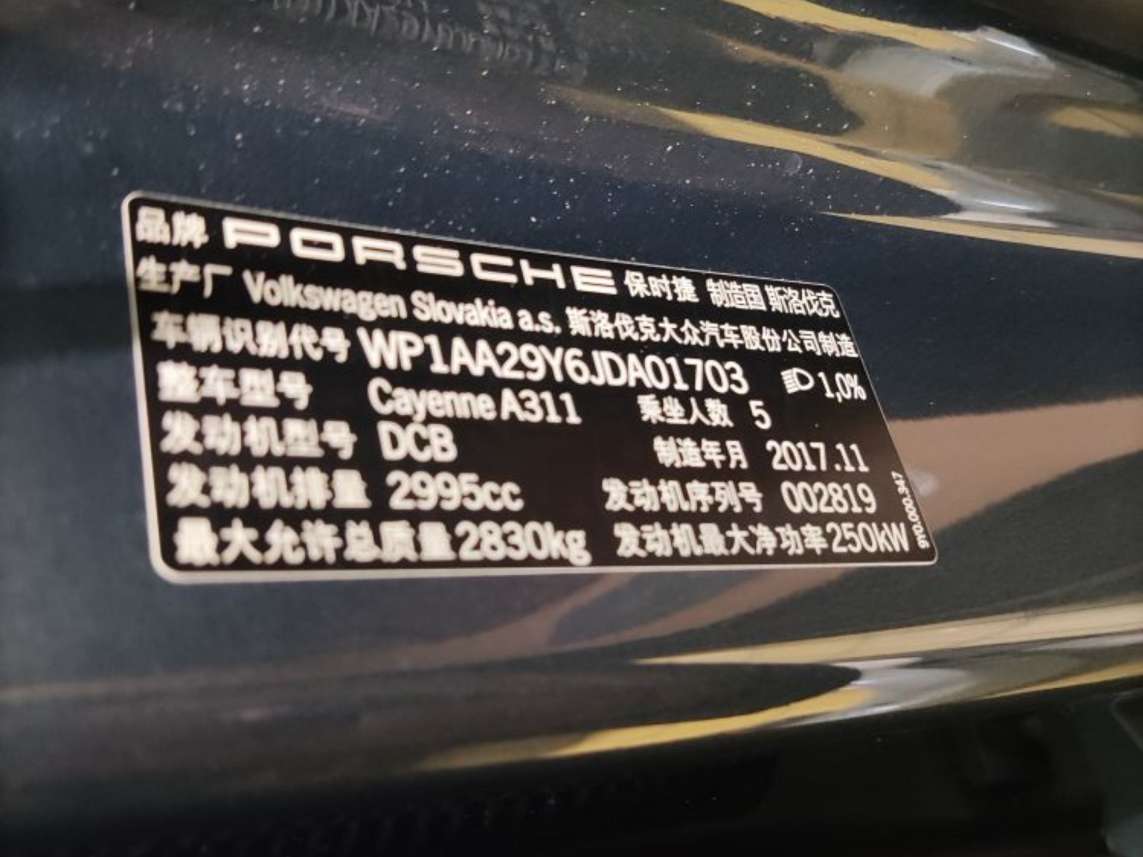 品牌 PORSCHE 保时捷 制造国 斯洛伐克
生产厂 Volkswagen Slovakia a.s. 斯洛伐克大众汽车股份公司制造
车辆识别代号 WP1AA29Y6JDA01703 1,0%
整车型号 Cayenne A311 乘坐人数 5
发动机型号 DCB 制造年月 2017.11
发动机排量 2995cc 发动机序列号 002819
最大允许总质量2830kg 发动机最大净功率250kW
9Y0.000.347